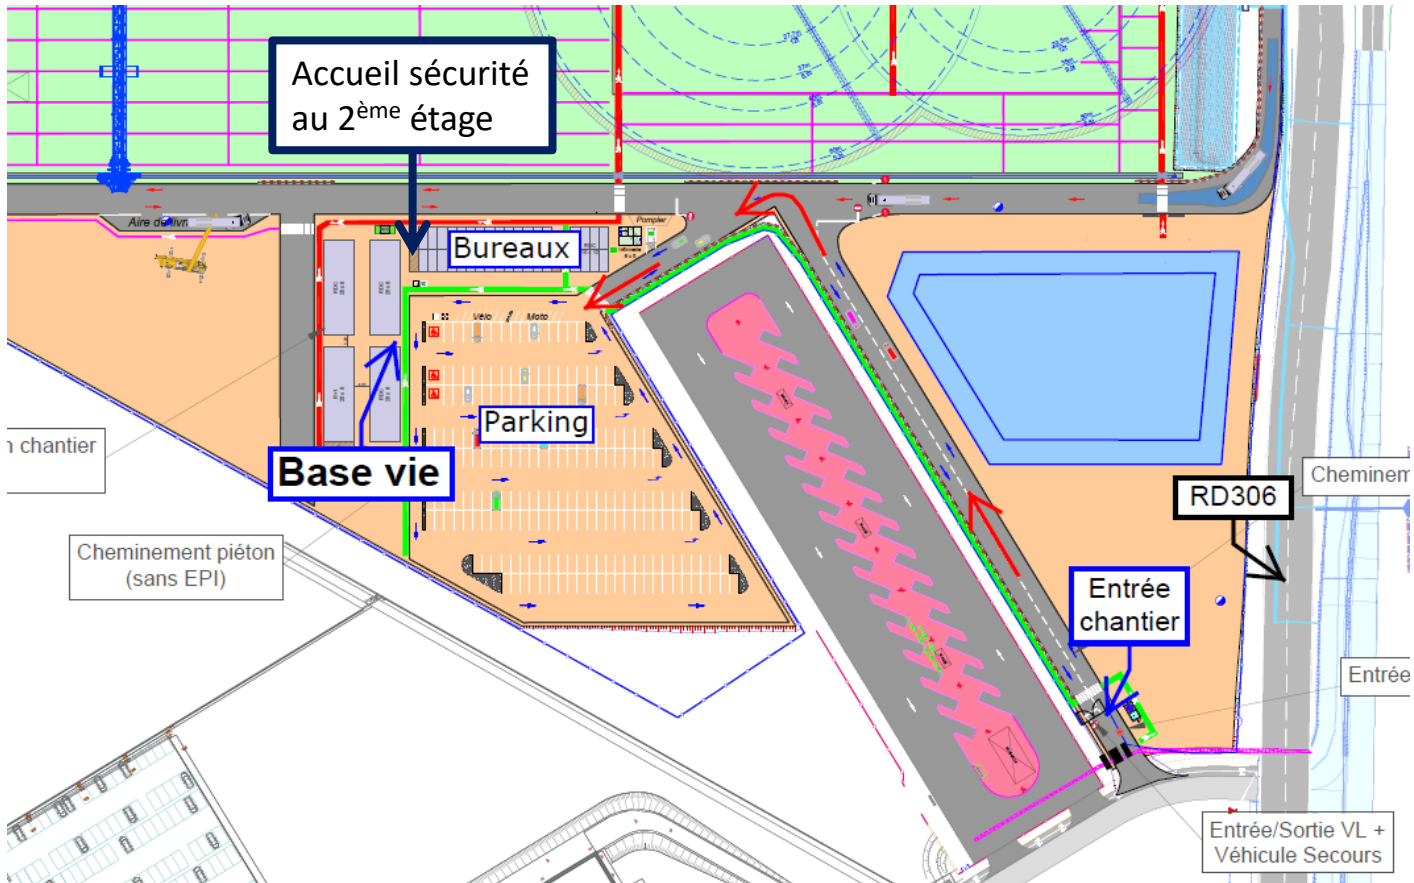 Accueil sécurité
au 2ème étage
Aire de livr
Pompier
Bureaux
Vélo
Moto
Parking
n chantier
Base vie
Cheminement piéton
(sans EPI)
RD306
Cheminem
Entrée
chantier
Entrée
Entrée/Sortie VL +
Véhicule Secours